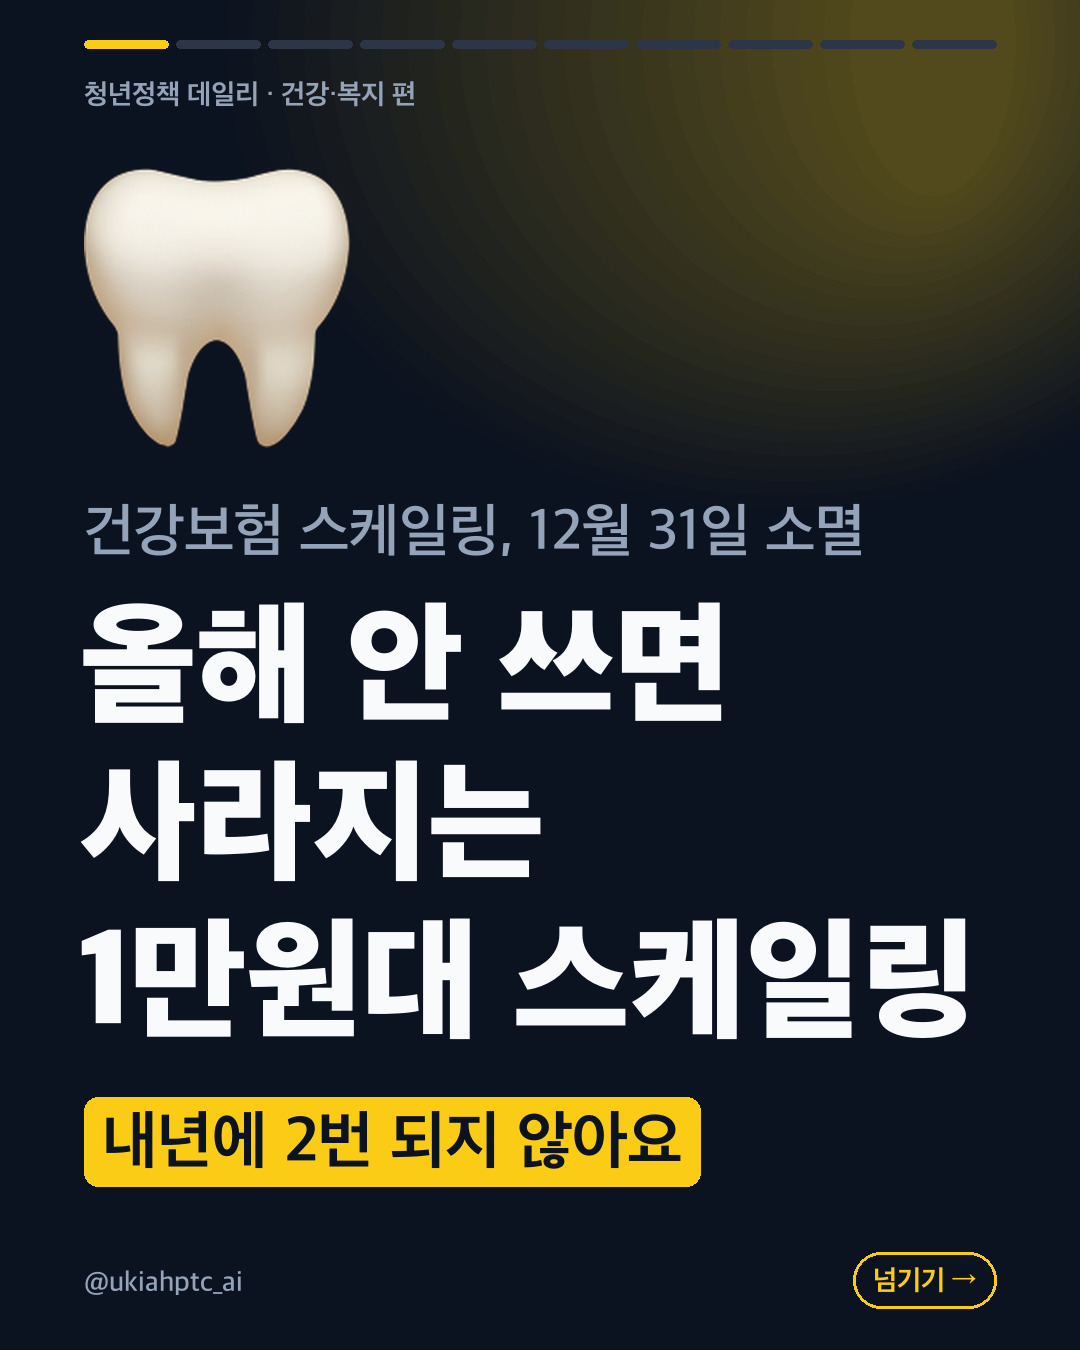 청년정책 데일리 · 건강·복지 편
건강보험 스케일링, 12월 31일 소멸
올해 안 쓰면
사라지는
1만원대 스케일링
내년에 2번 되지 않아요
@ukiahptc_ai
넘기기 →